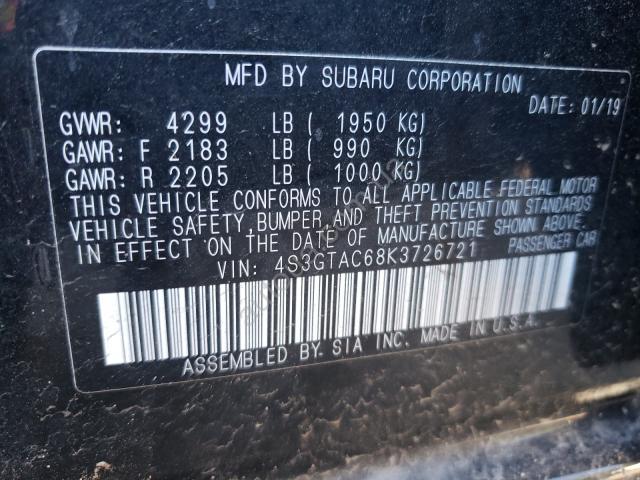 MFD BY SUBARU CORPORATION
DATE: 01/19
GVWR: 4299 LB ( 1950 KG)
GAWR: F 2183 LB ( 990 KG)
GAWR: R 2205 LB ( 1000 KG)
THIS VEHICLE CONFORMS TO ALL APPLICABLE FEDERAL MOTOR
VEHICLE SAFETY, BUMPER, AND THEFT PREVENTION STANDARDS
IN EFFECT ON THE DATE OF MANUFACTURE SHOWN ABOVE.
VIN: 4S3GTAC68K3726721 PASSENGER CAR
ASSEMBLED BY SIA INC. MADE IN U.S.A.